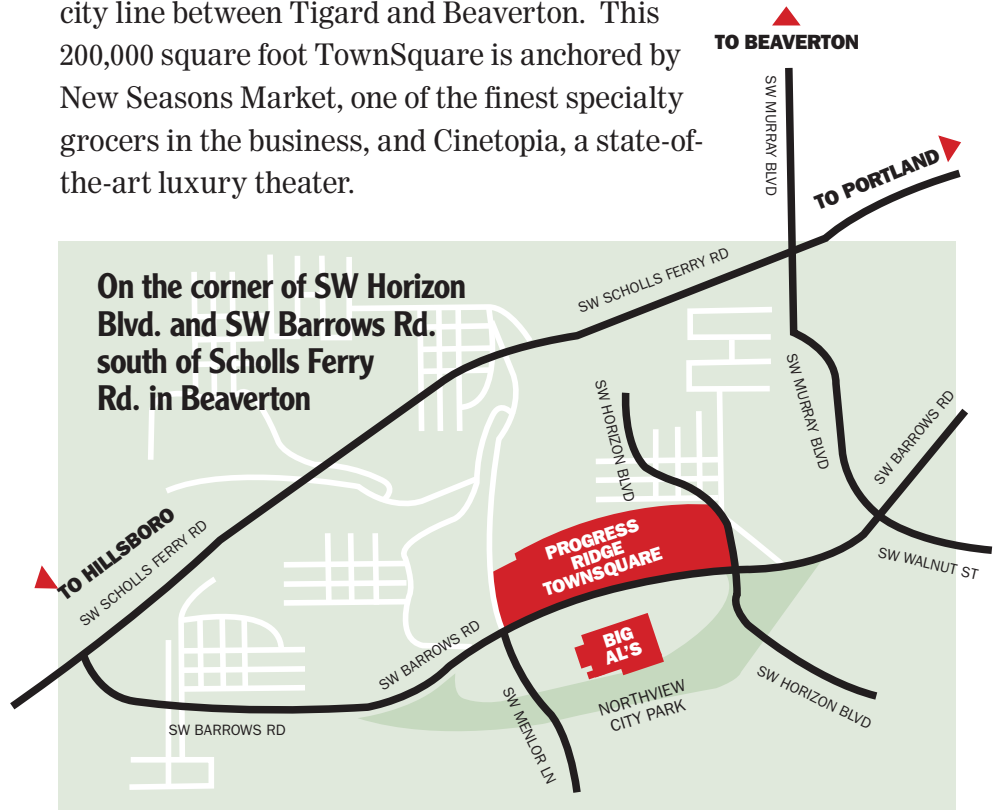 city line between Tigard and Beaverton. This
200,000 square foot TownSquare is anchored by
New Seasons Market, one of the finest specialty
grocers in the business, and Cinetopia, a state-of-
the-art luxury theater.
TO BEAVERTON
SW MURRAY BLVD
TO PORTLAND
SW SCHOLLS FERRY RD
On the corner of SW Horizon
Blvd. and SW Barrows Rd.
south of Scholls Ferry
Rd. in Beaverton
SW HORIZON BLVD
SW MURRAY BLVD
SW BARROWS RD
TO HILLSBORO
SW SCHOLLS FERRY RD
PROGRESS
RIDGE
TOWNSQUARE
SW WALNUT ST
BIG
AL'S
SW BARROWS RD
NORTHVIEW
CITY PARK
SW HORIZON BLVD
SW MENLOR LN
SW BARROWS RD